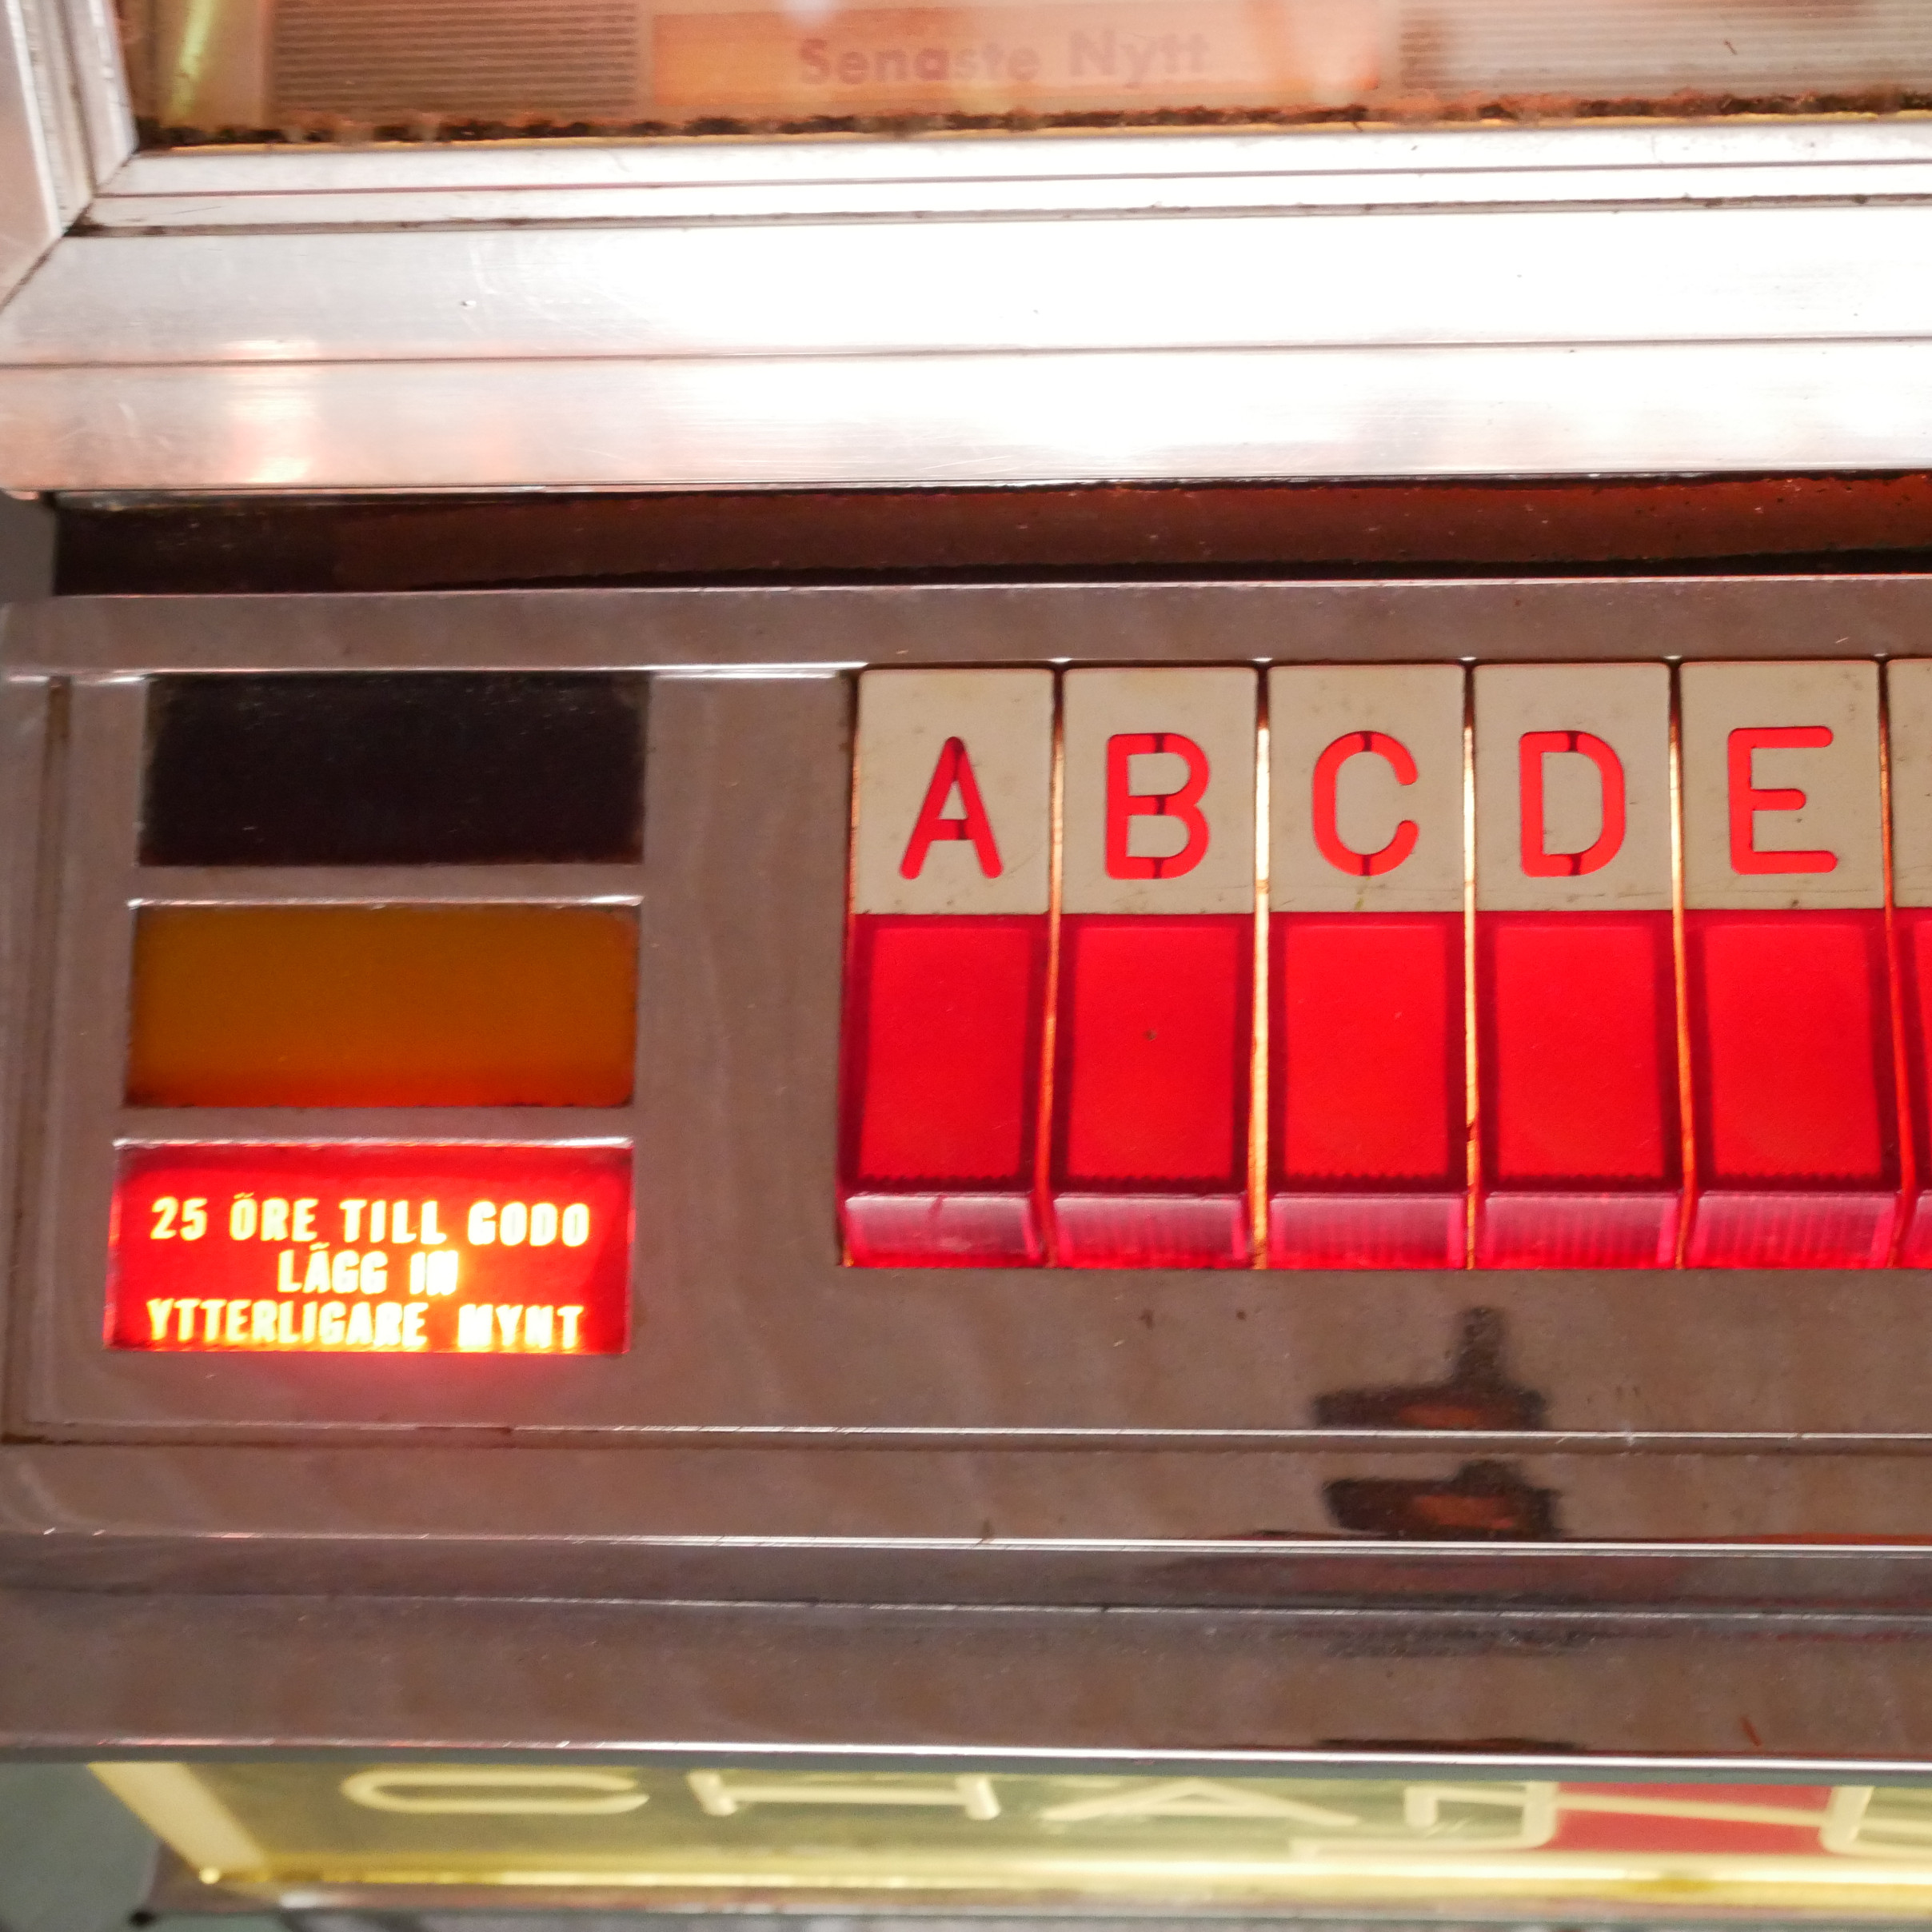 Senaste Nytt
A B C D E
25 ÖRE TILL GODO
LÄGG IN
YTTERLIGARE MYNT